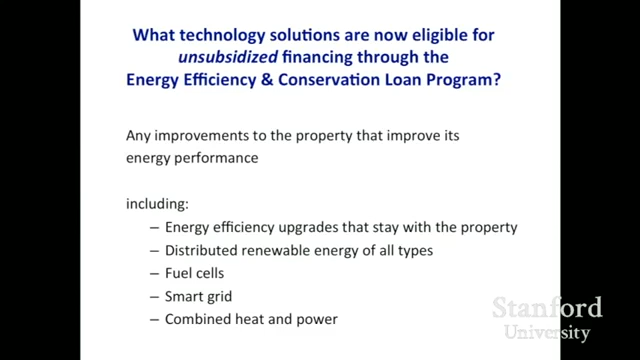 What technology solutions are now eligible for
unsubsidized financing through the
Energy Efficiency & Conservation Loan Program?
Any improvements to the property that improve its
energy performance
including:
– Energy efficiency upgrades that stay with the property
– Distributed renewable energy of all types
– Fuel cells
– Smart grid
– Combined heat and power
Stanford
University